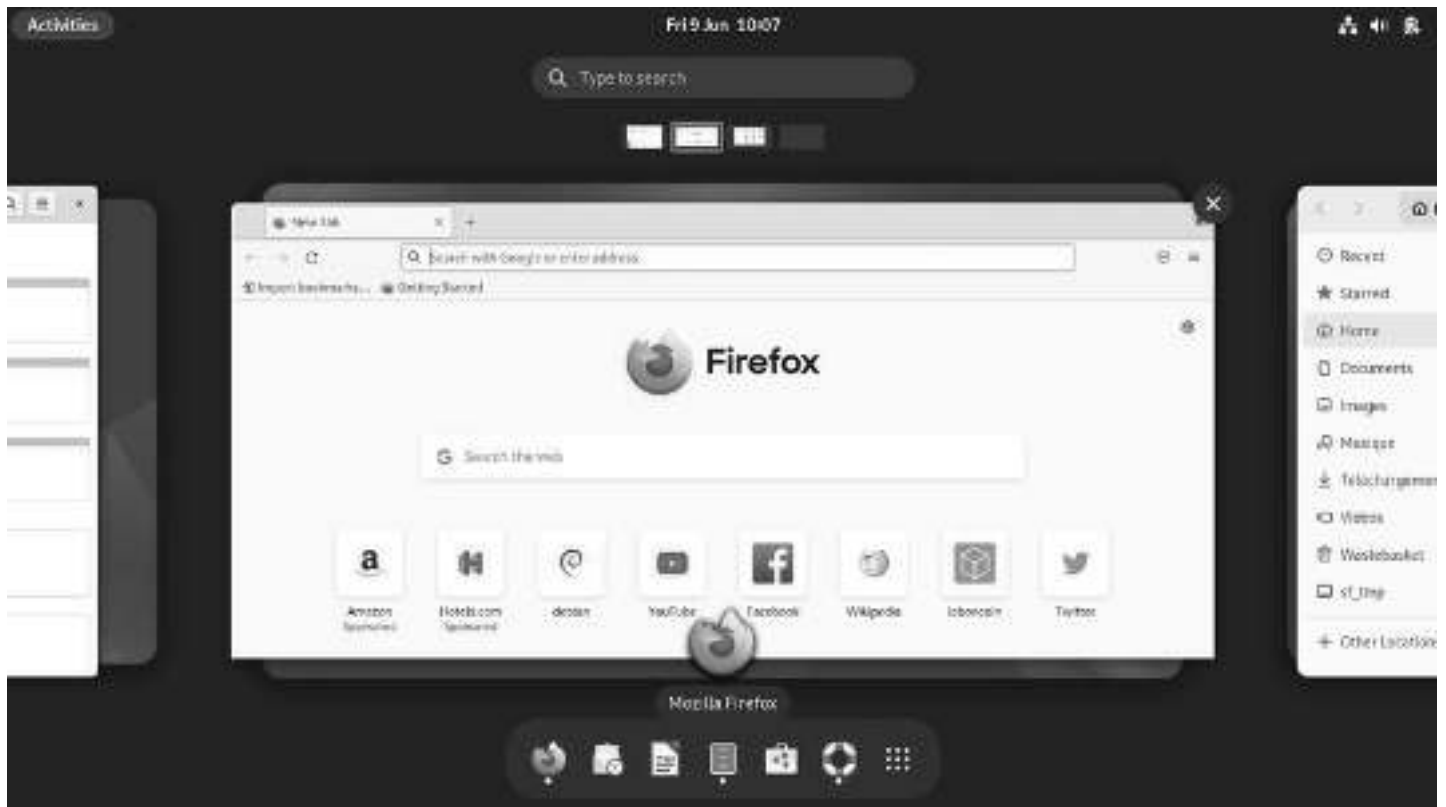 Activities
Fri 9 Jun 10:07
Type to search
New Tab
Search with Google or enter address
Import bookmarks... Getting Started
Firefox
Search the web
Amazon
Sponsored
Hotels.com
Sponsored
debian
YouTube
Facebook
Wikipedia
leboncoin
Twitter
Mozilla Firefox
Recent
Starred
Home
Documents
Images
Musique
Vidéos
Wastebasket
sf_tmp
Other Locations